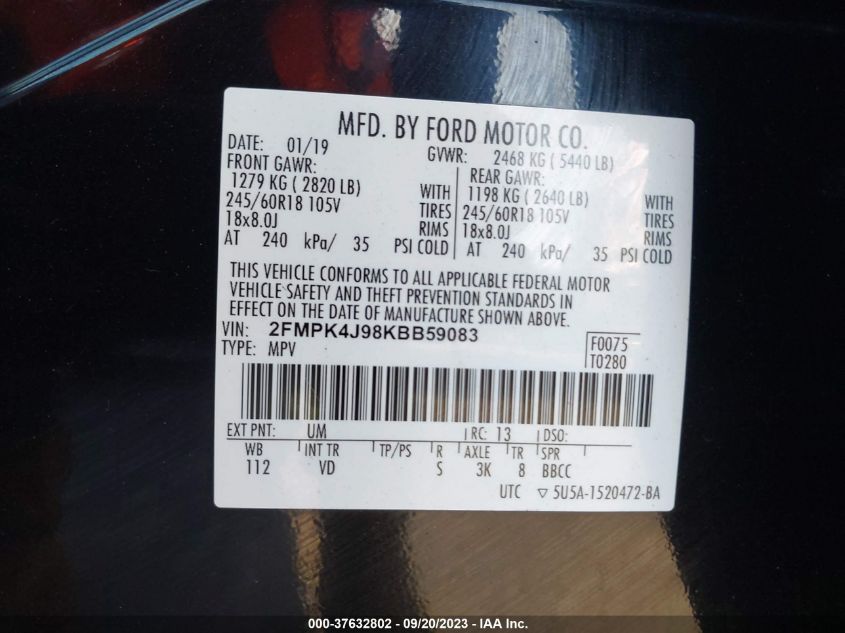 MFD. BY FORD MOTOR CO.
DATE: 01/19 GVWR: 2468 KG ( 5440 LB)
FRONT GAWR: REAR GAWR:
1279 KG ( 2820 LB) WITH 1198 KG ( 2640 LB) WITH
245/60R18 105V TIRES 245/60R18 105V TIRES
18x8.0J RIMS 18x8.0J RIMS
AT 240 kPa/ 35 PSI COLD AT 240 kPa/ 35 PSI COLD
THIS VEHICLE CONFORMS TO ALL APPLICABLE FEDERAL MOTOR
VEHICLE SAFETY AND THEFT PREVENTION STANDARDS IN
EFFECT ON THE DATE OF MANUFACTURE SHOWN ABOVE.
VIN: 2FMPK4J98KBB59083 F0075
TYPE: MPV T0280
EXT PNT: UM RC: 13 DSO:
WB INT TR TP/PS R AXLE TR SPR
112 VD S 3K 8 BBCC
UTC ▽ 5U5A-1520472-BA
000-37632802 - 09/20/2023 - IAA Inc.